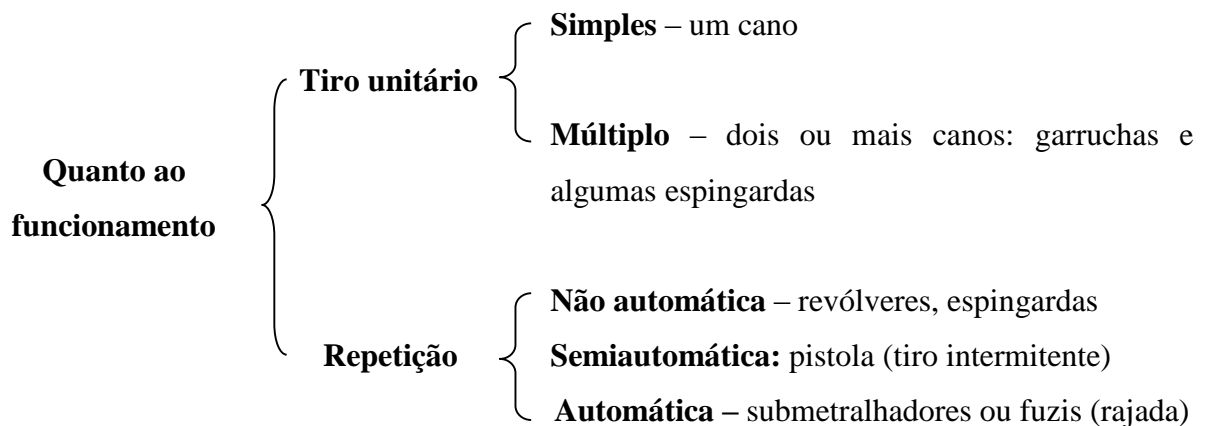 Quanto ao
funcionamento
Tiro unitário
Simples – um cano
Múltiplo – dois ou mais canos: garruchas e
algumas espingardas
Repetição
Não automática – revólveres, espingardas
Semiautomática: pistola (tiro intermitente)
Automática – submetralhadores ou fuzis (rajada)